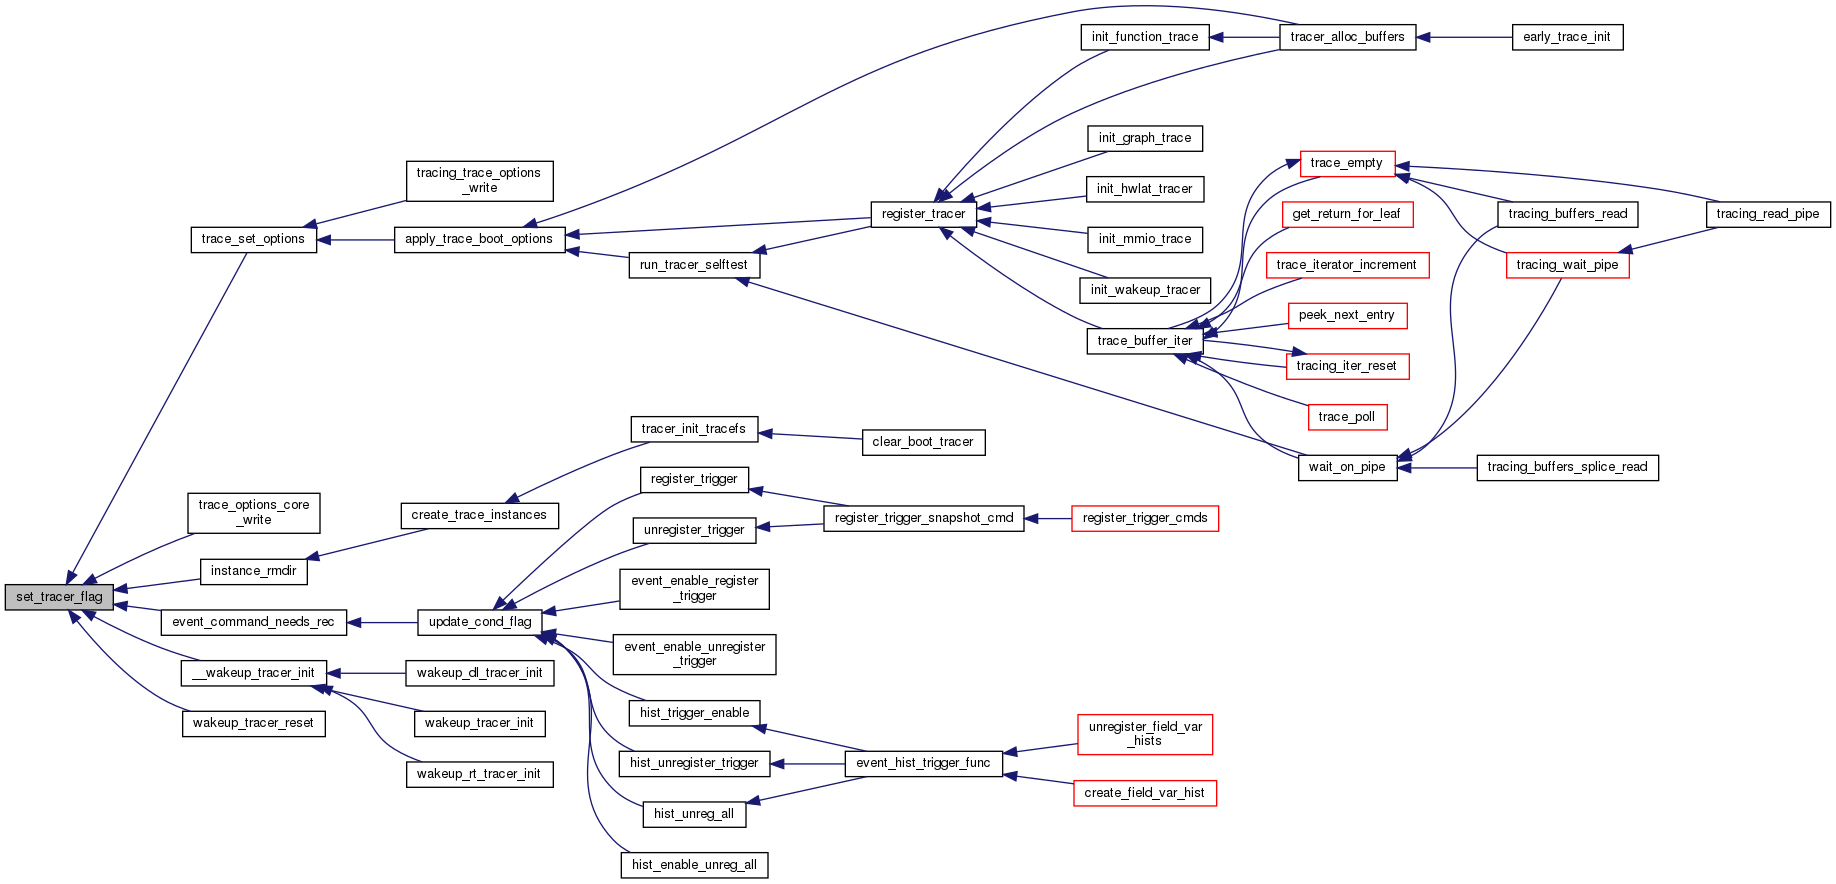 init_function_trace
tracer_alloc_buffers
early_trace_init
init_graph_trace
trace_empty
tracing_trace_options
_write
init_hwlat_tracer
register_tracer
get_return_for_leaf
tracing_buffers_read
tracing_read_pipe
trace_set_options
apply_trace_boot_options
init_mmio_trace
run_tracer_selftest
trace_iterator_increment
tracing_wait_pipe
init_wakeup_tracer
peek_next_entry
trace_buffer_iter
tracing_iter_reset
trace_poll
tracer_init_tracefs
clear_boot_tracer
wait_on_pipe
tracing_buffers_splice_read
register_trigger
trace_options_core
_write
create_trace_instances
register_trigger_snapshot_cmd
register_trigger_cmds
unregister_trigger
instance_rmdir
event_enable_register
_trigger
set_tracer_flag
event_command_needs_rec
update_cond_flag
event_enable_unregister
_trigger
__wakeup_tracer_init
wakeup_dl_tracer_init
hist_trigger_enable
wakeup_tracer_reset
wakeup_tracer_init
unregister_field_var
_hists
hist_unregister_trigger
event_hist_trigger_func
wakeup_rt_tracer_init
create_field_var_hist
hist_unreg_all
hist_enable_unreg_all